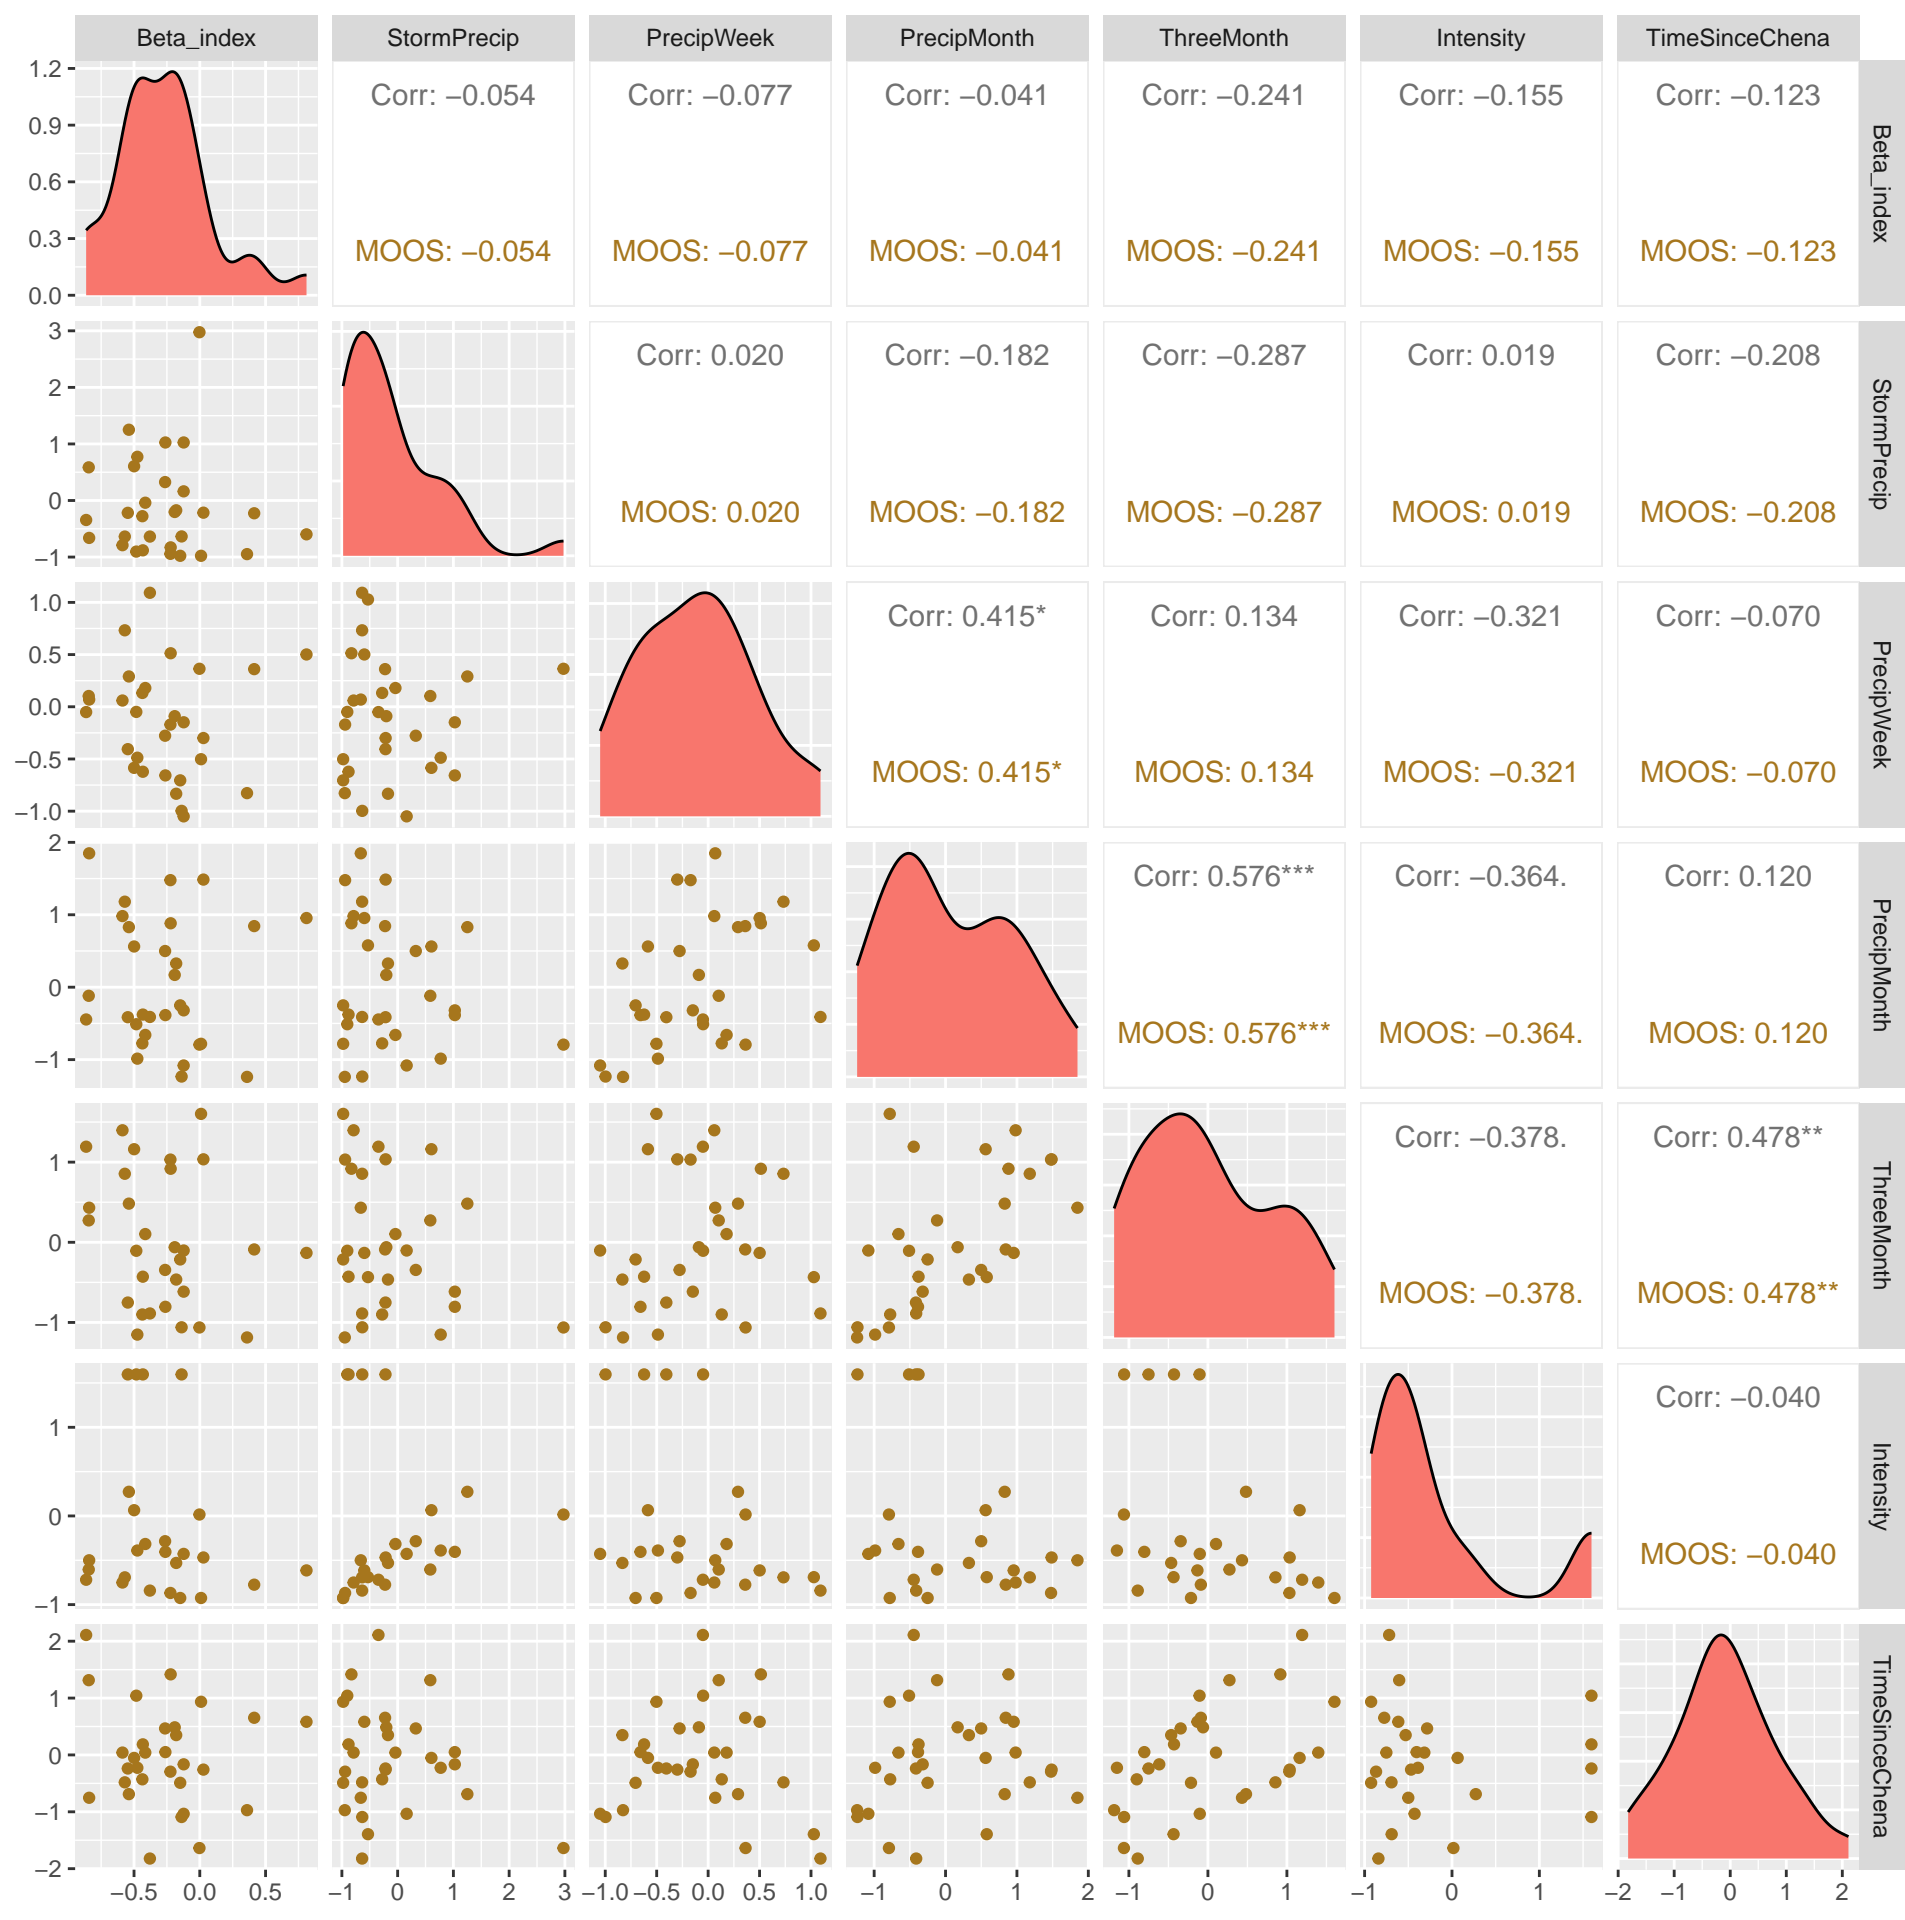 Beta_index StormPrecip PrecipWeek PrecipMonth ThreeMonth Intensity TimeSinceChena
1.2
0.9
0.6
0.3
0.0
Corr: −0.054 Corr: −0.077 Corr: −0.041 Corr: −0.241 Corr: −0.155 Corr: −0.123
MOOS: −0.054 MOOS: −0.077 MOOS: −0.041 MOOS: −0.241 MOOS: −0.155 MOOS: −0.123
Beta_index
3
2
1
0
−1
Corr: 0.020 Corr: −0.182 Corr: −0.287 Corr: 0.019 Corr: −0.208
MOOS: 0.020 MOOS: −0.182 MOOS: −0.287 MOOS: 0.019 MOOS: −0.208
StormPrecip
1.0
0.5
0.0
−0.5
−1.0
Corr: 0.415* Corr: 0.134 Corr: −0.321 Corr: −0.070
MOOS: 0.415* MOOS: 0.134 MOOS: −0.321 MOOS: −0.070
PrecipWeek
2
1
0
−1
Corr: 0.576*** Corr: −0.364. Corr: 0.120
MOOS: 0.576*** MOOS: −0.364. MOOS: 0.120
PrecipMonth
1
0
−1
Corr: −0.378. Corr: 0.478**
MOOS: −0.378. MOOS: 0.478**
ThreeMonth
1
0
−1
Corr: −0.040
MOOS: −0.040
Intensity
2
1
0
−1
−2
TimeSinceChena
−0.5 0.0 0.5 −1 0 1 2 3 −1.0 −0.5 0.0 0.5 1.0 −1 0 1 2 −1 0 1 −1 0 1 −2 −1 0 1 2